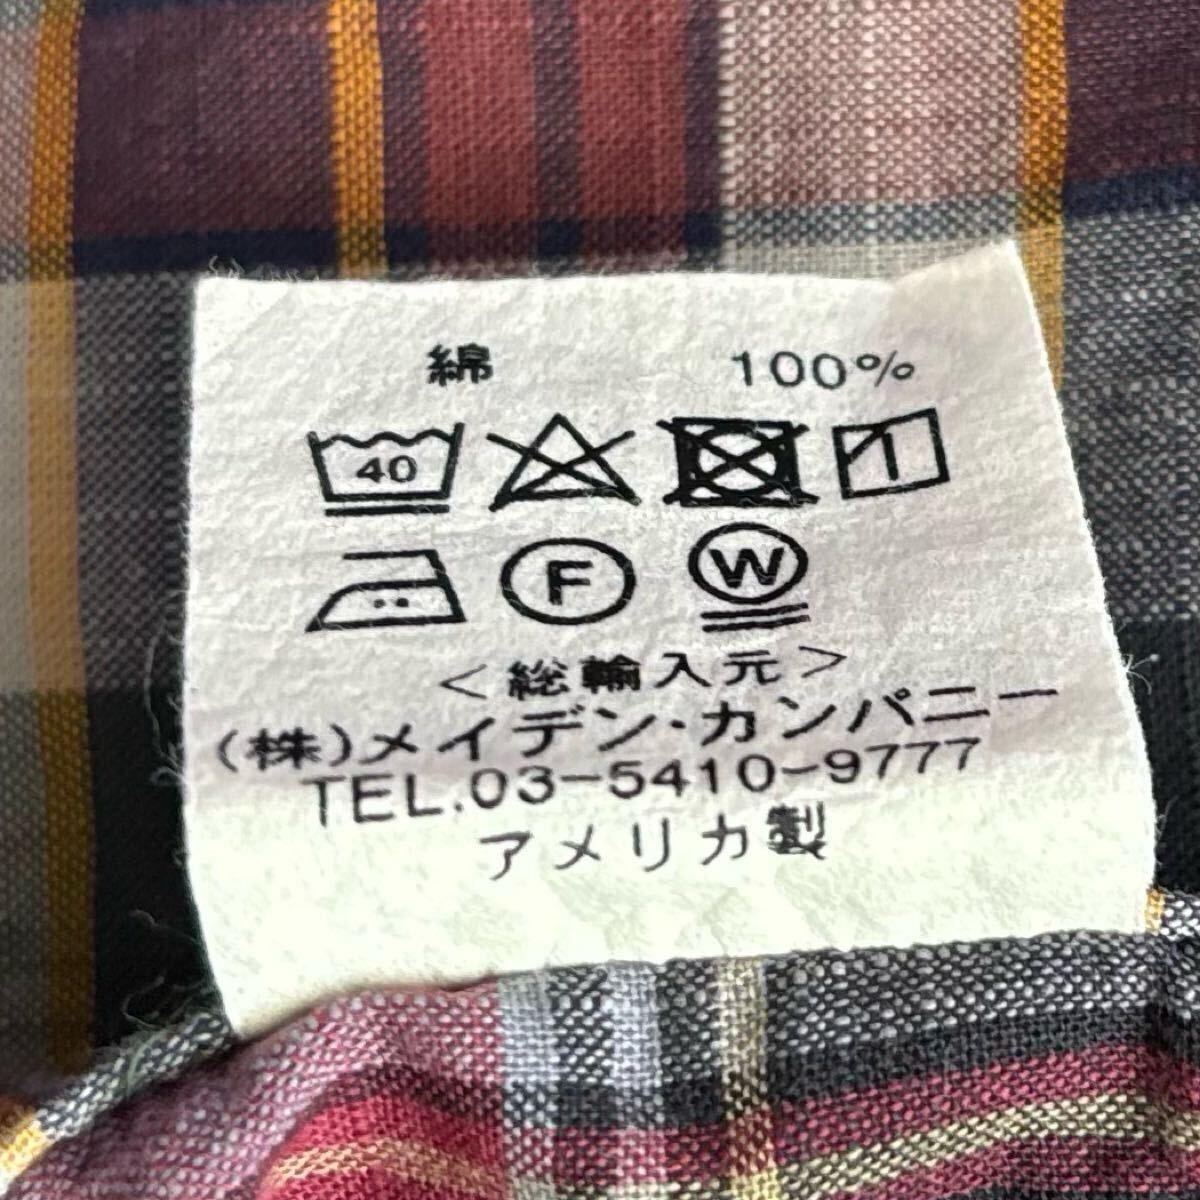 綿 100%
40
F W
<総輸入元>
(株)メイデン・カンパニー
TEL.03-5410-9777
アメリカ製